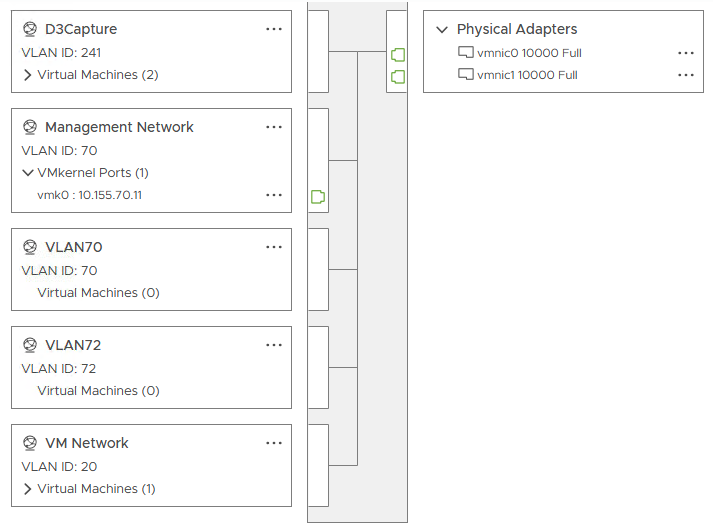 D3Capture
VLAN ID: 241
Virtual Machines (2)
Management Network
VLAN ID: 70
VMkernel Ports (1)
vmk0 : 10.155.70.11
VLAN70
VLAN ID: 70
Virtual Machines (0)
VLAN72
VLAN ID: 72
Virtual Machines (0)
VM Network
VLAN ID: 20
Virtual Machines (1)
Physical Adapters
vmnic0 10000 Full
vmnic1 10000 Full